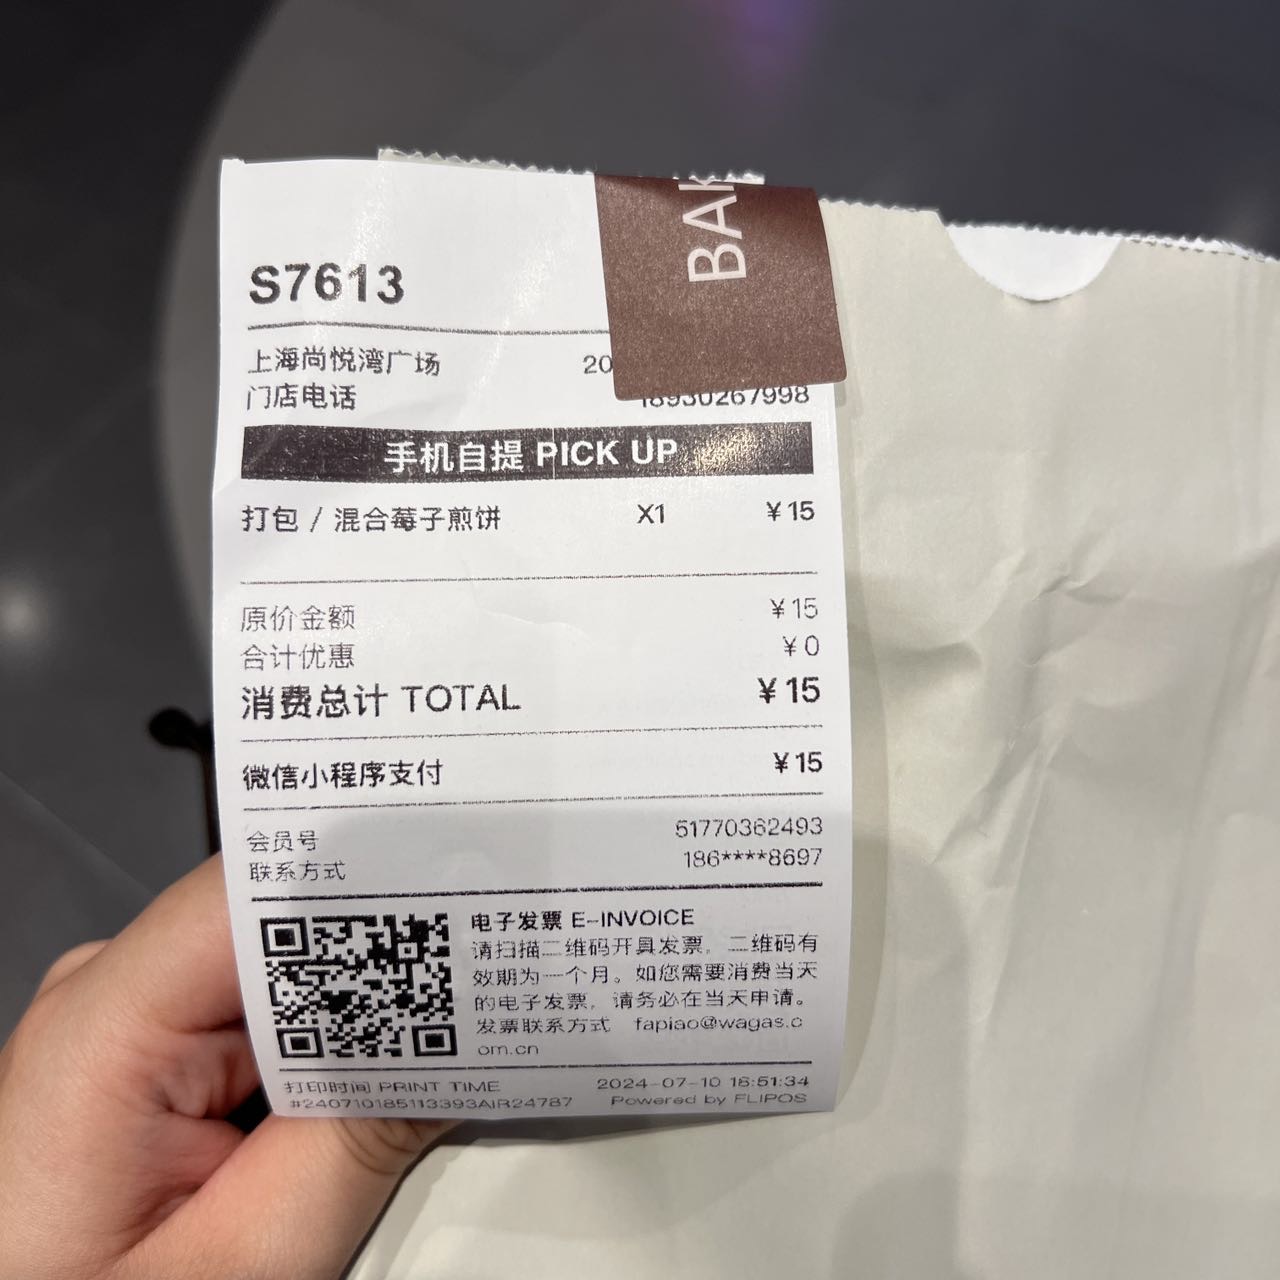 BAK
S7613
上海尚悦湾广场 20
门店电话 18930267998
手机自提 PICK UP
打包 / 混合莓子煎饼 X1 ¥15
原价金额 ¥15
合计优惠 ¥0
消费总计 TOTAL ¥15
微信小程序支付 ¥15
会员号 51770362493
联系方式 186****8697
电子发票 E-INVOICE
请扫描二维码开具发票，二维码有
效期为一个月。如您需要消费当天
的电子发票，请务必在当天申请。
发票联系方式 fapiao@wagas.c
om.cn
打印时间 PRINT TIME 2024-07-10 18:51:34
#240710185113393AIR24787 Powered by FLIPOS